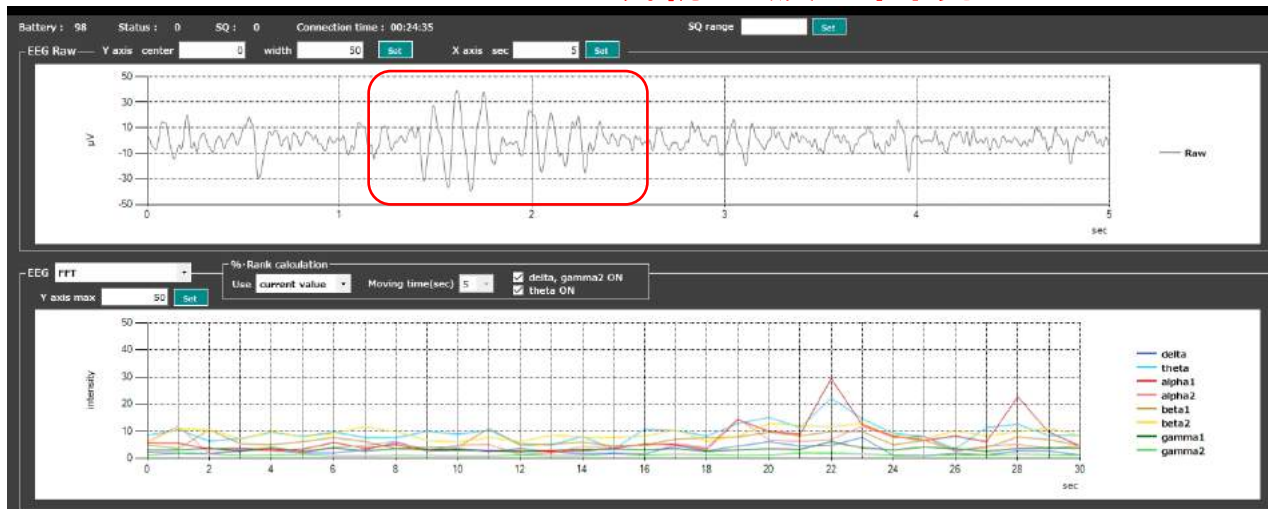 Battery : 98 Status : 0 SQ : 0 Connection time : 00:24:35 SQ range Set
EEG Raw Y axis center 0 width 50 Set X axis sec 5 Set
50
30
10
-10
-30
-50
μV
0 1 2 3 4 5
sec
Raw
EEG FFT
%-Rank calculation
Use current value Moving time(sec) 5
delta, gamma2 ON
theta ON
Y axis max 50 Set
50
40
30
20
10
0
intensity
0 2 4 6 8 10 12 14 16 18 20 22 24 26 28 30
sec
delta
theta
alpha1
alpha2
beta1
beta2
gamma1
gamma2